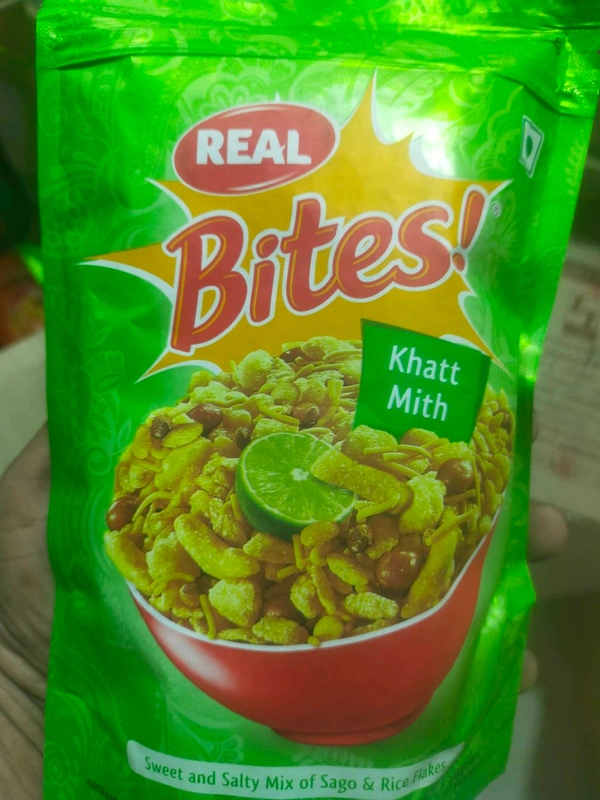 REAL
Bites!
Khatt
Mith
Sweet and Salty Mix of Sago & Rice Flakes